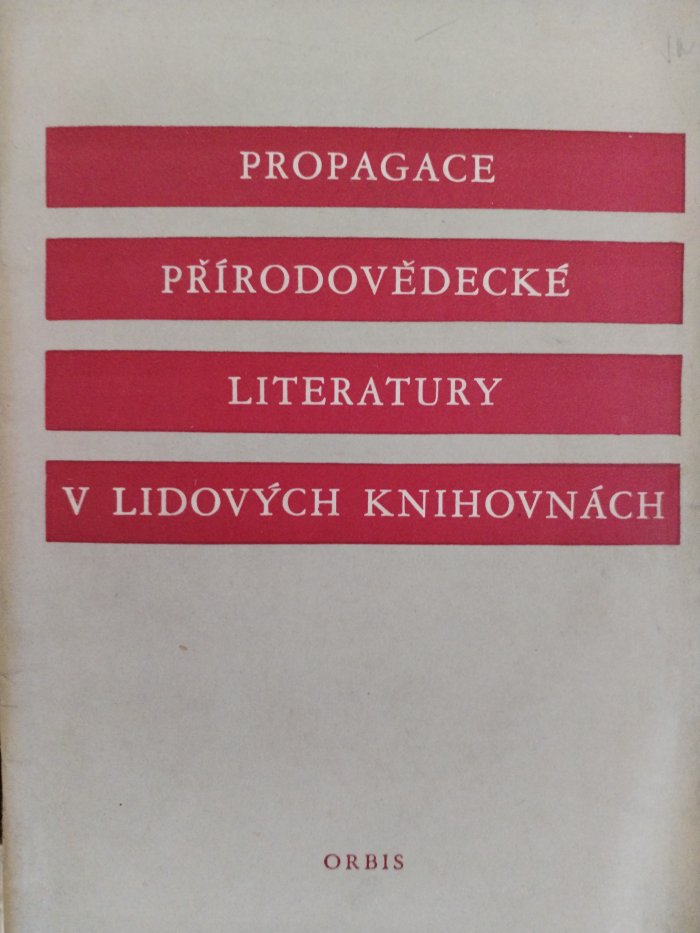 PROPAGACE
PŘÍRODOVĚDECKÉ
LITERATURY
V LIDOVÝCH KNIHOVNÁCH
ORBIS